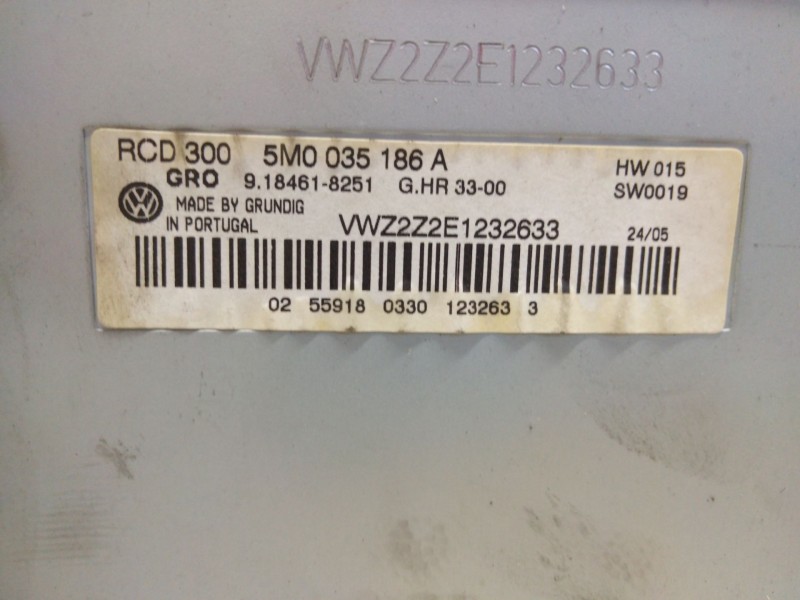 VWZ2Z2E1232633
RCD 300 5M0 035 186 A
HW 015
GRO 9.18461-8251 G.HR 33-00
SW0019
MADE BY GRUNDIG
IN PORTUGAL
VWZ2Z2E1232633
24/05
02 55918 0330 123263 3